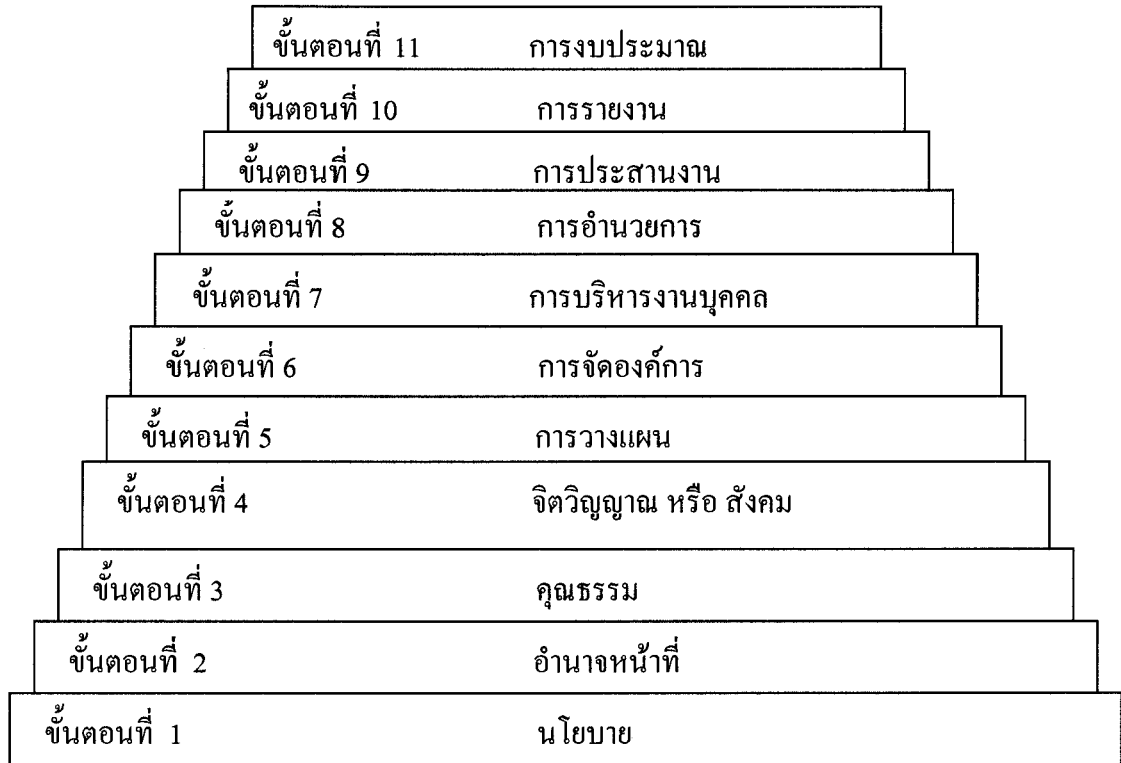 ขั้นตอนที่ 11 การงบประมาณ
ขั้นตอนที่ 10 การรายงาน
ขั้นตอนที่ 9 การประสานงาน
ขั้นตอนที่ 8 การอำนวยการ
ขั้นตอนที่ 7 การบริหารงานบุคคล
ขั้นตอนที่ 6 การจัดองค์การ
ขั้นตอนที่ 5 การวางแผน
ขั้นตอนที่ 4 จิตวิญญาณ หรือ สังคม
ขั้นตอนที่ 3 คุณธรรม
ขั้นตอนที่ 2 อำนาจหน้าที่
ขั้นตอนที่ 1 นโยบาย